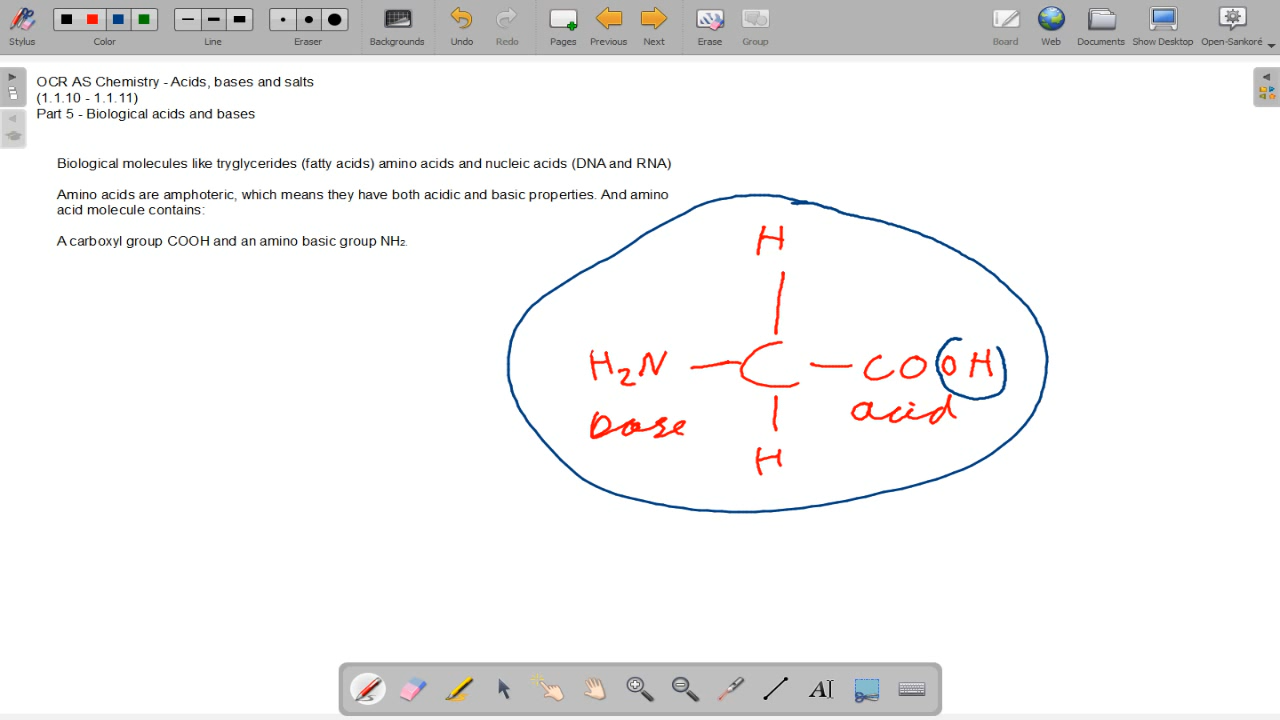 Stylus
Color
Line
Eraser
Backgrounds
Undo
Redo
Pages
Previous
Next
Erase
Group
Board
Web
Documents
Show Desktop
Open-Sankoré
OCR AS Chemistry - Acids, bases and salts
(1.1.10 - 1.1.11)
Part 5 - Biological acids and bases
Biological molecules like tryglycerides (fatty acids) amino acids and nucleic acids (DNA and RNA)
Amino acids are amphoteric, which means they have both acidic and basic properties. And amino
acid molecule contains:
A carboxyl group COOH and an amino basic group NH₂.
H
H₂N — C — COOH
base acid
H
AI